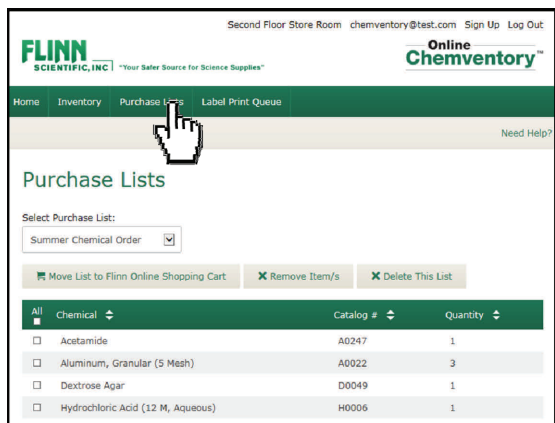 Second Floor Store Room chemventory@test.com Sign Up Log Out
FLINN
SCIENTIFIC, INC
"Your Safer Source for Science Supplies"
Online
Chemventory™
Home Inventory Purchase Lists Label Print Queue
Need Help?
Purchase Lists
Select Purchase List:
Summer Chemical Order
Move List to Flinn Online Shopping Cart Remove Item/s Delete This List
All Chemical Catalog # Quantity
Acetamide A0247 1
Aluminum, Granular (5 Mesh) A0022 3
Dextrose Agar D0049 1
Hydrochloric Acid (12 M, Aqueous) H0006 1